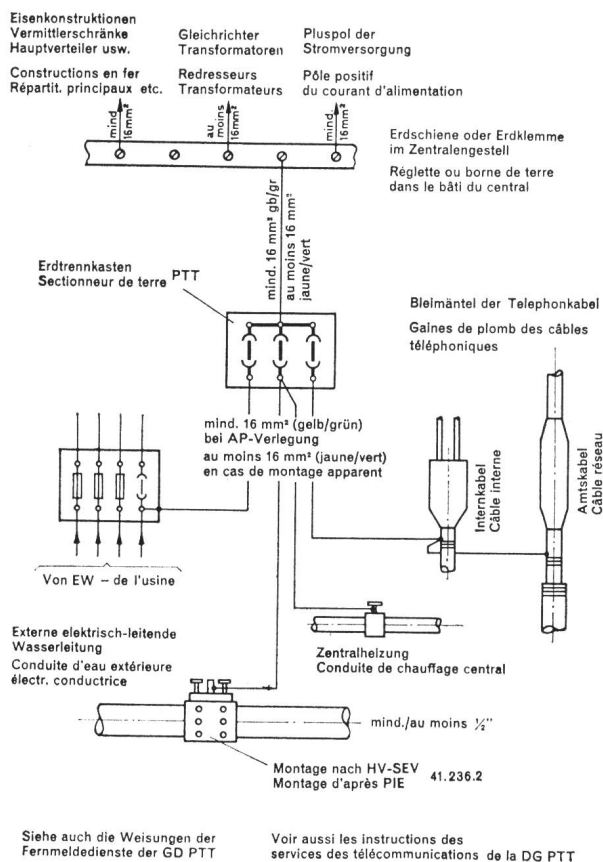 Eisenkonstruktionen
Vermittlerschränke
Hauptverteiler usw.
Constructions en fer
Répartit. principaux etc.
Gleichrichter
Transformatoren
Redresseurs
Transformateurs
Pluspol der
Stromversorgung
Pôle positif
du courant d'alimentation
mind.
16mm²
au
moins
16mm²
mind.
16mm²
Erdschiene oder Erdklemme
im Zentralengestell
Réglette ou borne de terre
dans le bâti du central
mind. 16 mm² gb/gr
au moins 16 mm²
jaune/vert
Erdtrennkasten
Sectionneur de terre PTT
Bleimäntel der Telephonkabel
Gaines de plomb des câbles
téléphoniques
mind. 16 mm² (gelb/grün)
bei AP-Verlegung
au moins 16 mm² (jaune/vert)
en cas de montage apparent
Internkabel
Câble interne
Amtskabel
Câble réseau
Von EW – de l'usine
Externe elektrisch-leitende
Wasserleitung
Conduite d'eau extérieure
électr. conductrice
Zentralheizung
Conduite de chauffage central
mind./au moins ½"
Montage nach HV-SEV
Montage d'après PIE 41.236.2
Siehe auch die Weisungen der
Fernmeldedienste der GD PTT
Voir aussi les instructions des
services des télécommunications de la DG PTT